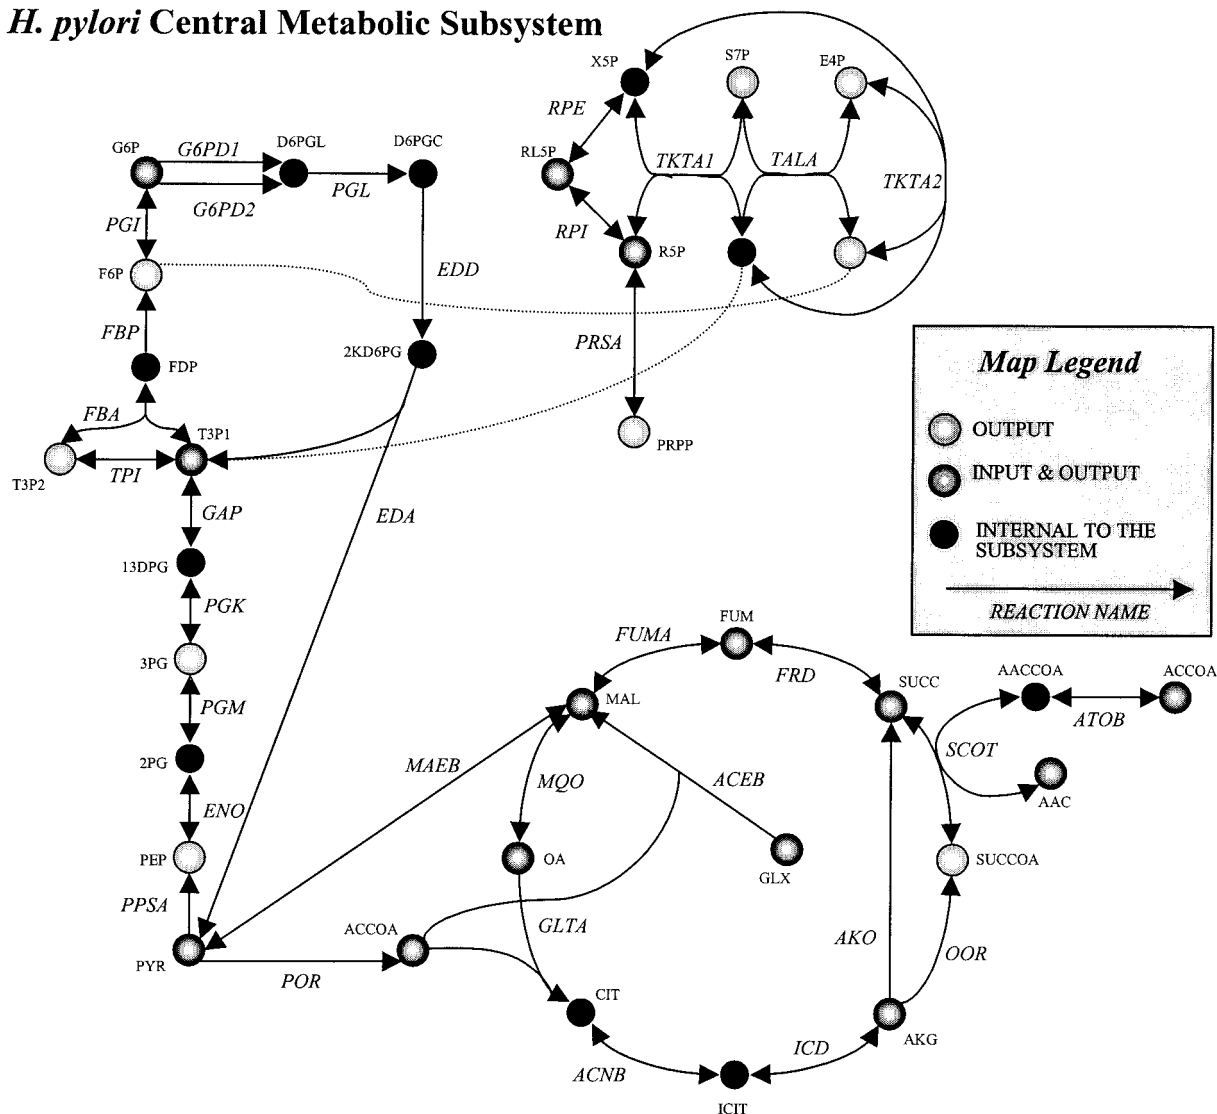 H. pylori Central Metabolic Subsystem
X5P
S7P
E4P
RPE
G6P
G6PD1
D6PGL
D6PGC
RL5P
TKTA1
TALA
TKTA2
PGL
G6PD2
PGI
RPI
R5P
F6P
EDD
FBP
PRSA
2KD6PG
FDP
Map Legend
FBA
T3P1
OUTPUT
PRPP
TPI
T3P2
INPUT & OUTPUT
GAP
EDA
INTERNAL TO THE
SUBSYSTEM
13DPG
PGK
REACTION NAME
FUM
FUMA
3PG
FRD
SUCC
AACCOA
ACCOA
MAL
PGM
ATOB
SCOT
2PG
MAEB
MQO
ACEB
AAC
ENO
PEP
OA
GLX
SUCCOA
PPSA
ACCOA
GLTA
AKO
OOR
PYR
POR
CIT
AKG
ICD
ACNB
ICIT